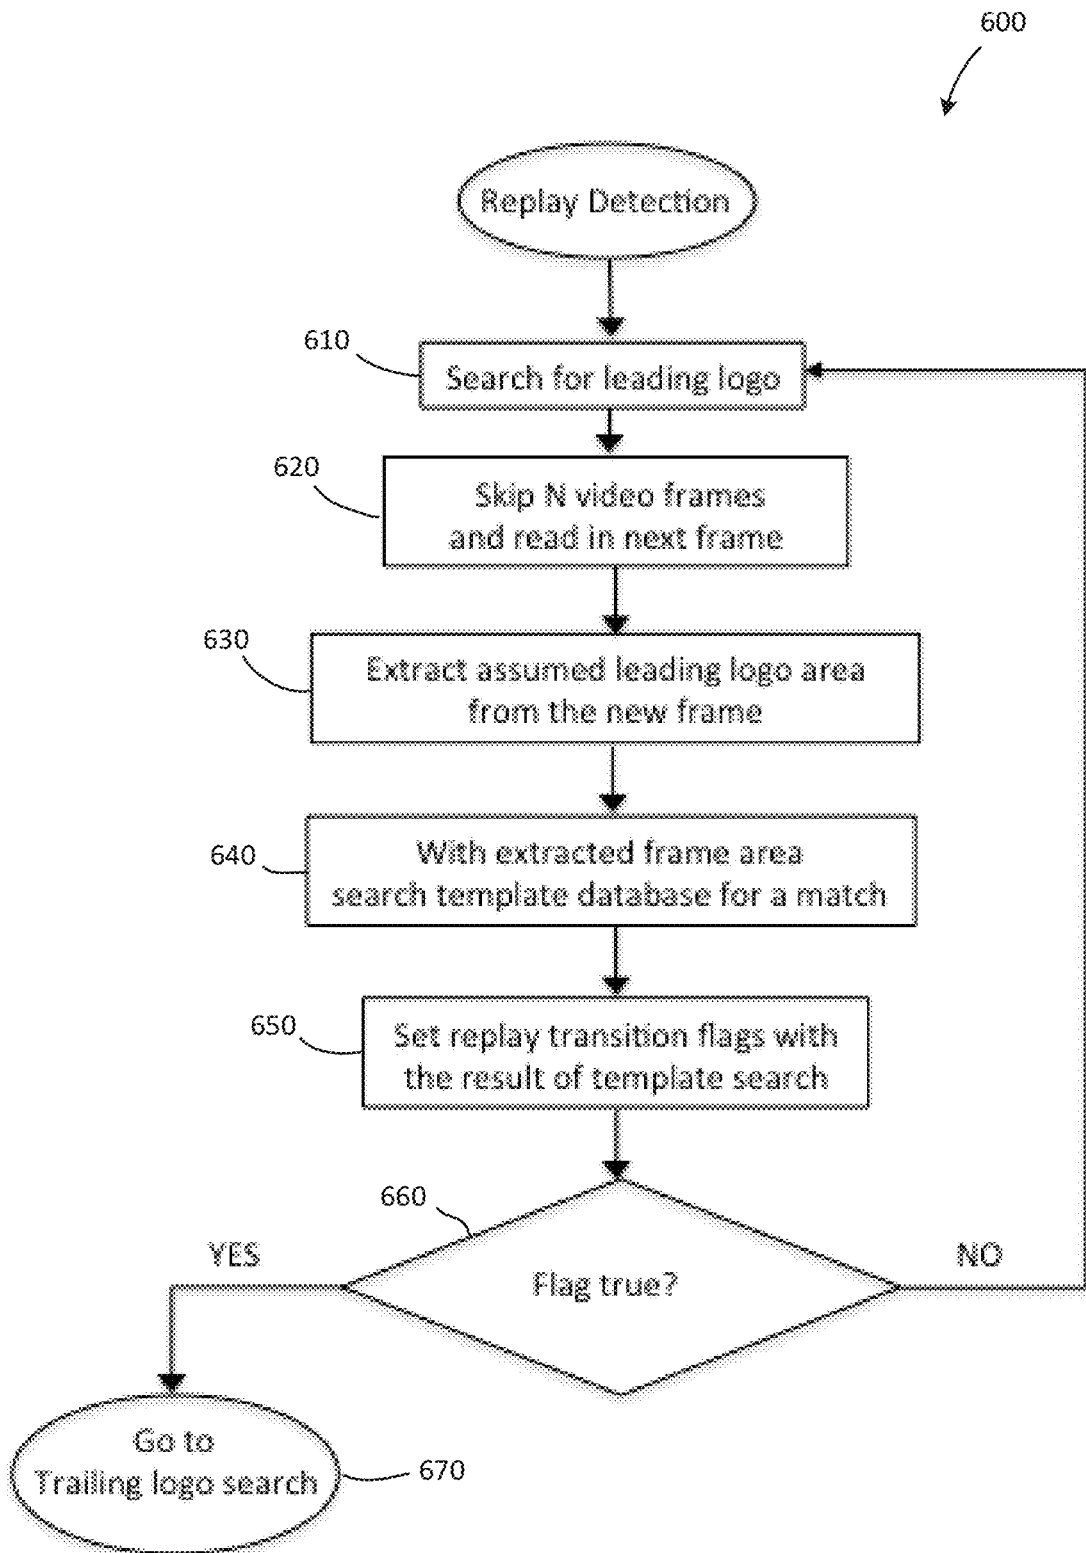 600
Replay Detection
610
Search for leading logo
620
Skip N video frames
and read in next frame
630
Extract assumed leading logo area
from the new frame
640
With extracted frame area
search template database for a match
650
Set replay transition flags with
the result of template search
660
YES
NO
Flag true?
Go to
Trailing logo search
670